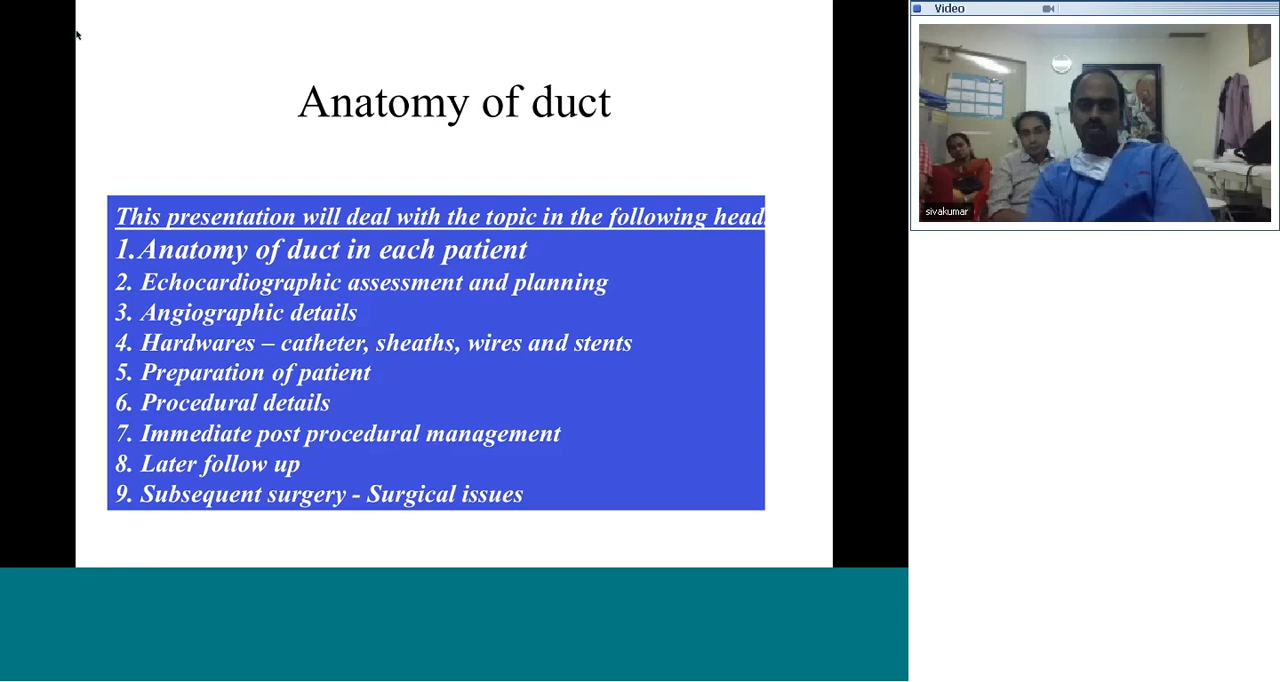 Video
Anatomy of duct
This presentation will deal with the topic in the following head
1. Anatomy of duct in each patient
2. Echocardiographic assessment and planning
3. Angiographic details
4. Hardwares – catheter, sheaths, wires and stents
5. Preparation of patient
6. Procedural details
7. Immediate post procedural management
8. Later follow up
9. Subsequent surgery - Surgical issues
sivakumar